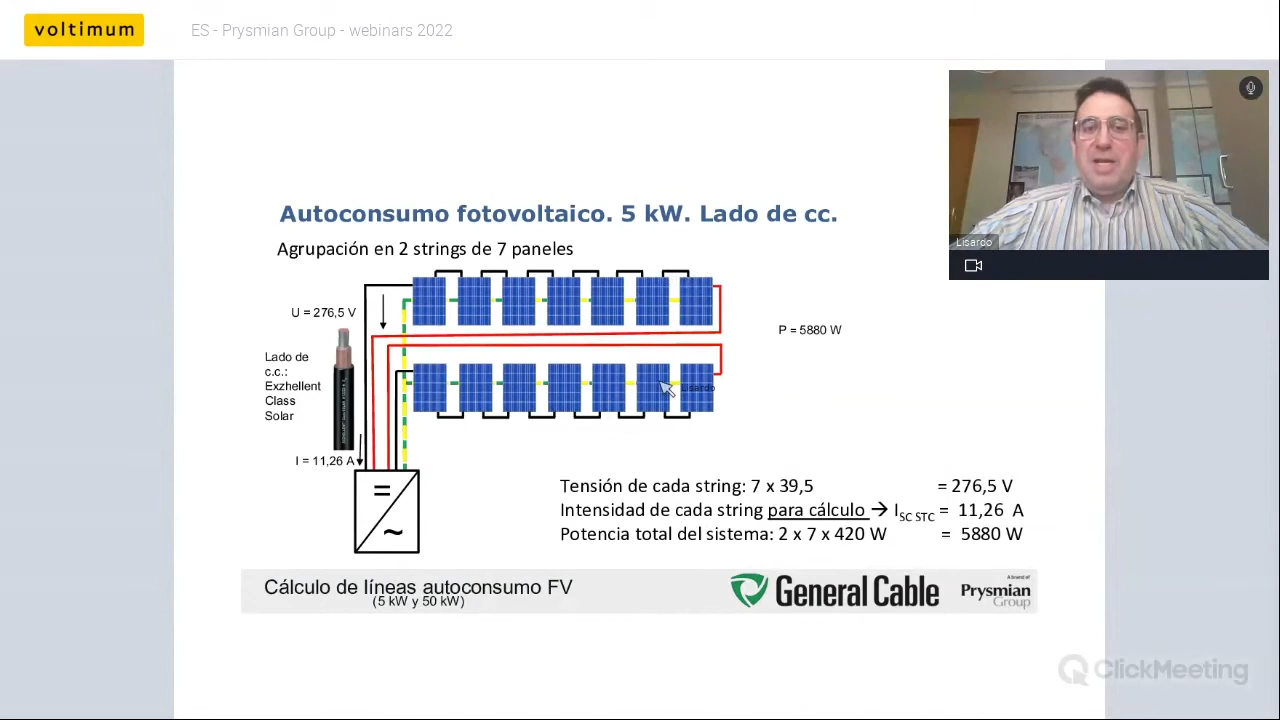 voltimum
ES - Prysmian Group - webinars 2022
Lisardo
Autoconsumo fotovoltaico. 5 kW. Lado de cc.
Agrupación en 2 strings de 7 paneles
U = 276,5 V
P = 5880 W
Lado de
c.c.:
Exzhellent
Class
Solar
Lisardo
I = 11,26 A
=
~
Tensión de cada string: 7 x 39,5 = 276,5 V
Intensidad de cada string para cálculo → ISC STC = 11,26 A
Potencia total del sistema: 2 x 7 x 420 W = 5880 W
Cálculo de líneas autoconsumo FV
(5 kW y 50 kW)
General Cable
A brand of
Prysmian
Group
ClickMeeting